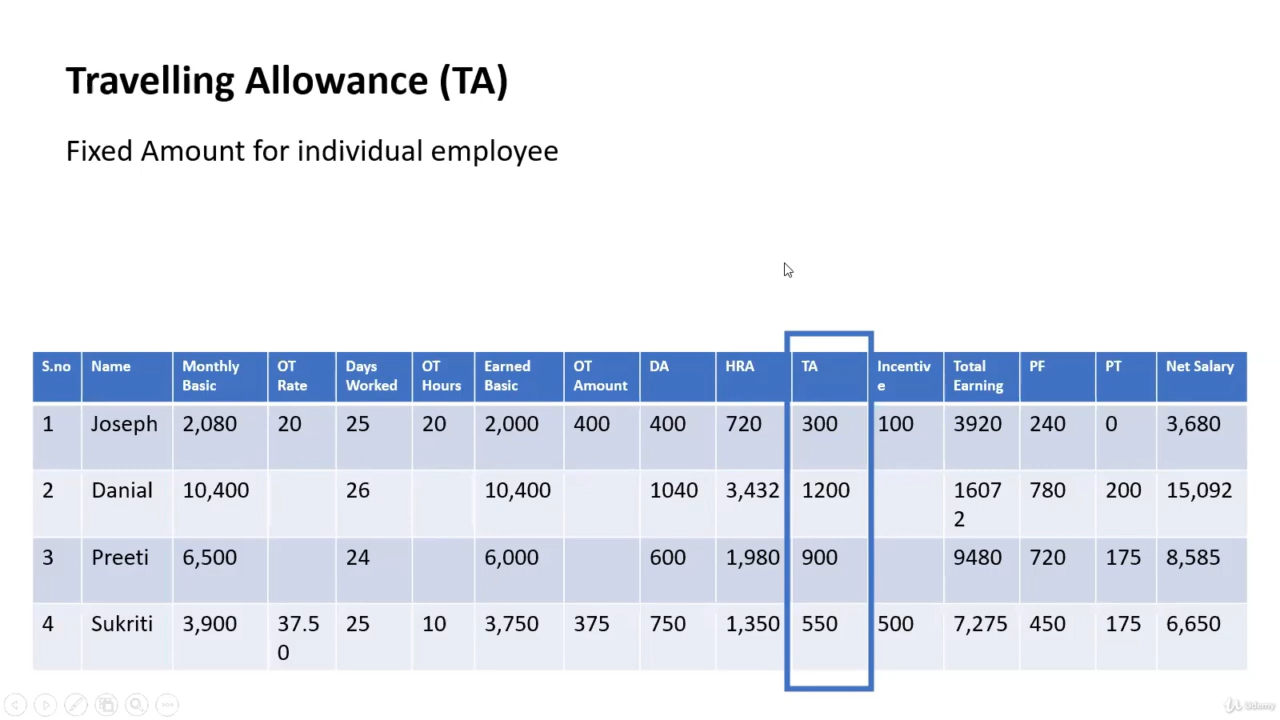 Travelling Allowance (TA)
Fixed Amount for individual employee
S.no Name Monthly Basic OT Rate Days Worked OT Hours Earned Basic OT Amount DA HRA TA Incentive Total Earning PF PT Net Salary
1 Joseph 2,080 20 25 20 2,000 400 400 720 300 100 3920 240 0 3,680
2 Danial 10,400 26 10,400 1040 3,432 1200 16072 780 200 15,092
3 Preeti 6,500 24 6,000 600 1,980 900 9480 720 175 8,585
4 Sukriti 3,900 37.50 25 10 3,750 375 750 1,350 550 500 7,275 450 175 6,650
Udemy